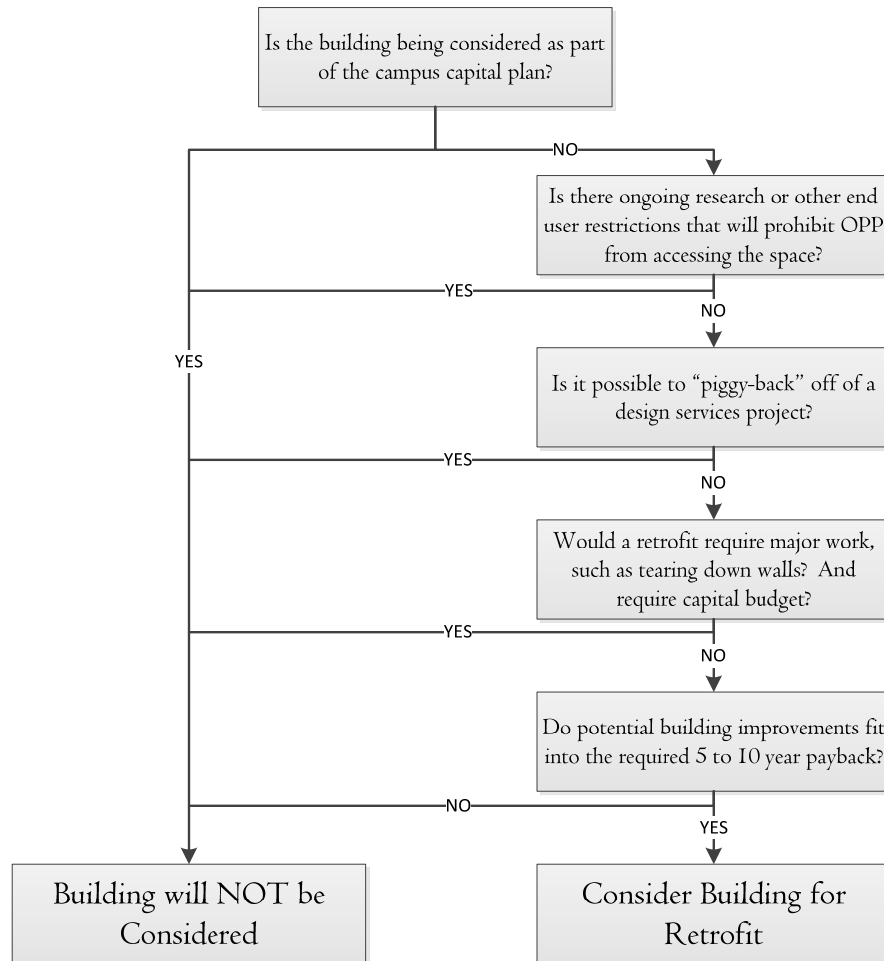 Is the building being considered as part
of the campus capital plan?
NO
Is there ongoing research or other end
user restrictions that will prohibit OPP
from accessing the space?
YES
NO
YES
Is it possible to “piggy-back” off of a
design services project?
YES
NO
Would a retrofit require major work,
such as tearing down walls?  And
require capital budget?
YES
NO
Do potential building improvements fit
into the required 5 to 10 year payback?
NO
YES
Building will NOT be
Considered
Consider Building for
Retrofit